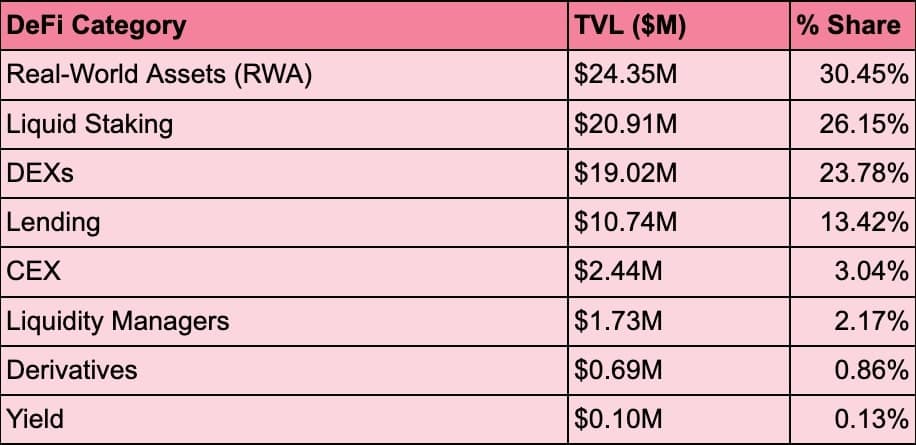 DeFi Category TVL ($M) % Share
Real-World Assets (RWA) $24.35M 30.45%
Liquid Staking $20.91M 26.15%
DEXs $19.02M 23.78%
Lending $10.74M 13.42%
CEX $2.44M 3.04%
Liquidity Managers $1.73M 2.17%
Derivatives $0.69M 0.86%
Yield $0.10M 0.13%